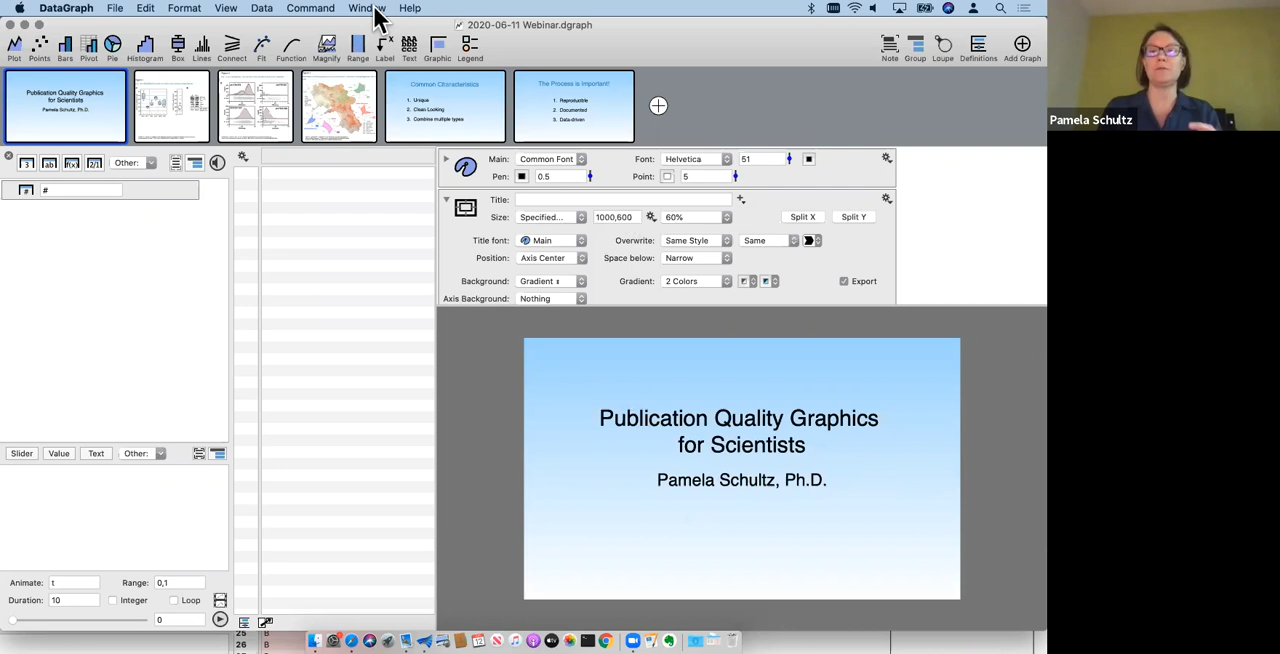 DataGraph File Edit Format View Data Command Window Help
2020-06-11 Webinar.dgraph
Plot Points Bars Pivot Pie Histogram Box Lines Connect Fit Function Magnify Range Label Text Graphic Legend Note Group Loupe Definitions Add Graph
Publication Quality Graphics
for Scientists
Pamela Schultz, Ph.D.
Common Characteristics
1. Unique
2. Clean Looking
3. Combine multiple types
The Process is Important!
1. Reproducible
2. Documented
3. Data-driven
Pamela Schultz
Other:
# #
Main: Common Font Font: Helvetica 51
Pen: 0.5 Point: 5
Title:
Size: Specified... 1000,600 60% Split X Split Y
Title font: Main Overwrite: Same Style Same
Position: Axis Center Space below: Narrow
Background: Gradient Gradient: 2 Colors Export
Axis Background: Nothing
Publication Quality Graphics
for Scientists
Pamela Schultz, Ph.D.
Slider Value Text Other:
Animate: t Range: 0,1
Duration: 10 Integer Loop
0
25 B
26 B